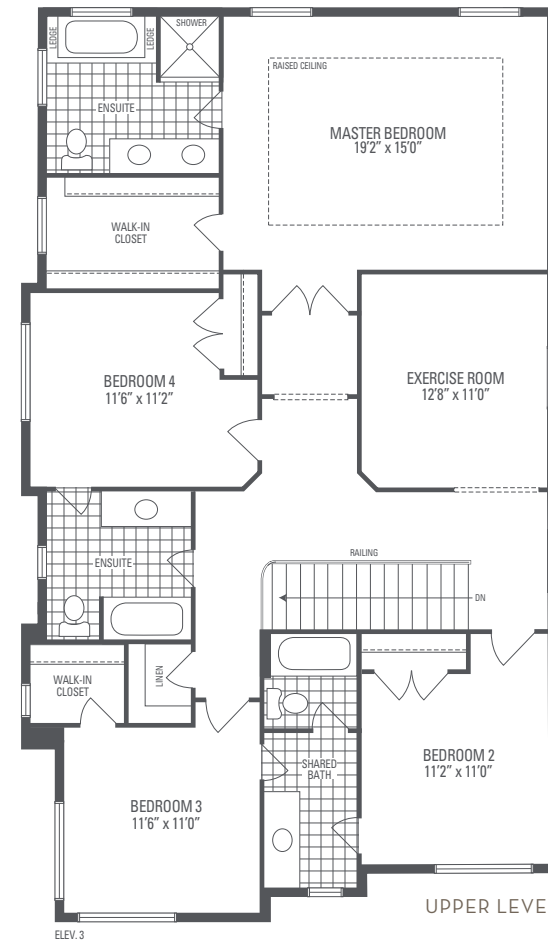 LEDGE
LEDGE
SHOWER
ENSUITE
RAISED CEILING
MASTER BEDROOM
19'2" x 15'0"
WALK-IN
CLOSET
BEDROOM 4
11'6" x 11'2"
EXERCISE ROOM
12'8" x 11'0"
ENSUITE
RAILING
DN
WALK-IN
CLOSET
LINEN
SHARED
BATH
BEDROOM 2
11'2" x 11'0"
BEDROOM 3
11'6" x 11'0"
UPPER LEVE
ELEV. 3